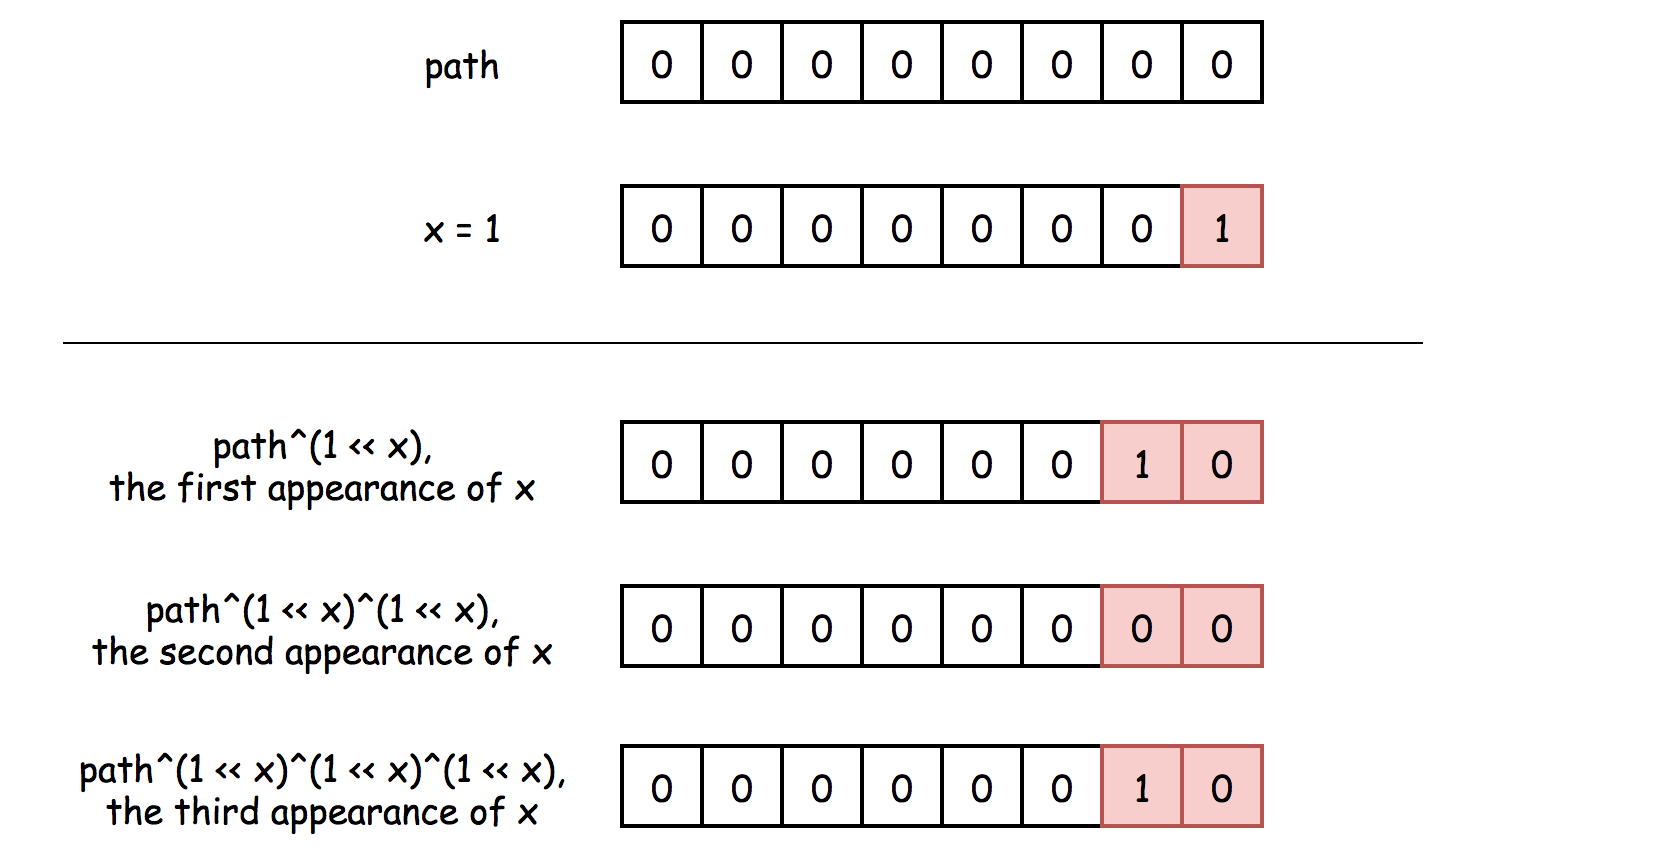 path 0 0 0 0 0 0 0 0
x = 1 0 0 0 0 0 0 0 1
path^(1 << x),
the first appearance of x
0 0 0 0 0 0 1 0
path^(1 << x)^(1 << x),
the second appearance of x
0 0 0 0 0 0 0 0
path^(1 << x)^(1 << x)^(1 << x),
the third appearance of x
0 0 0 0 0 0 1 0